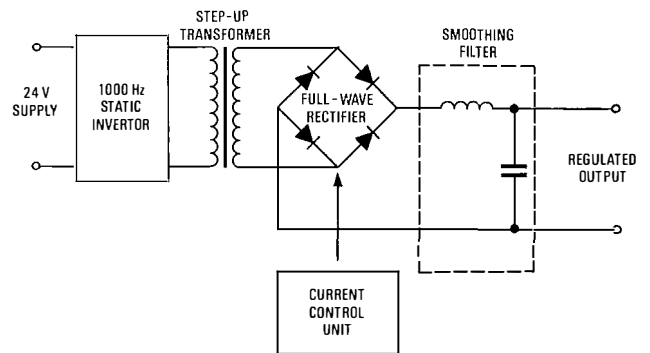 STEP-UP
TRANSFORMER
SMOOTHING
FILTER
24 V
SUPPLY
1000 Hz
STATIC
INVERTOR
FULL-WAVE
RECTIFIER
REGULATED
OUTPUT
CURRENT
CONTROL
UNIT